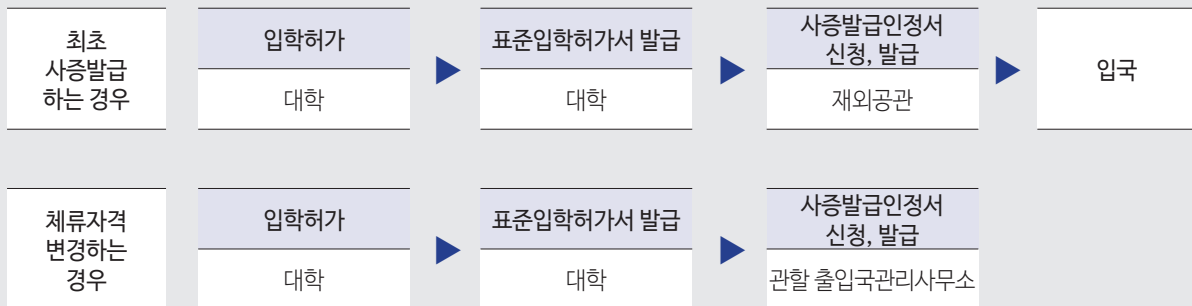 최초
사증발급
하는 경우
입학허가
대학
표준입학허가서 발급
대학
사증발급인정서
신청, 발급
재외공관
입국
체류자격
변경하는
경우
입학허가
대학
표준입학허가서 발급
대학
사증발급인정서
신청, 발급
관할 출입국관리사무소